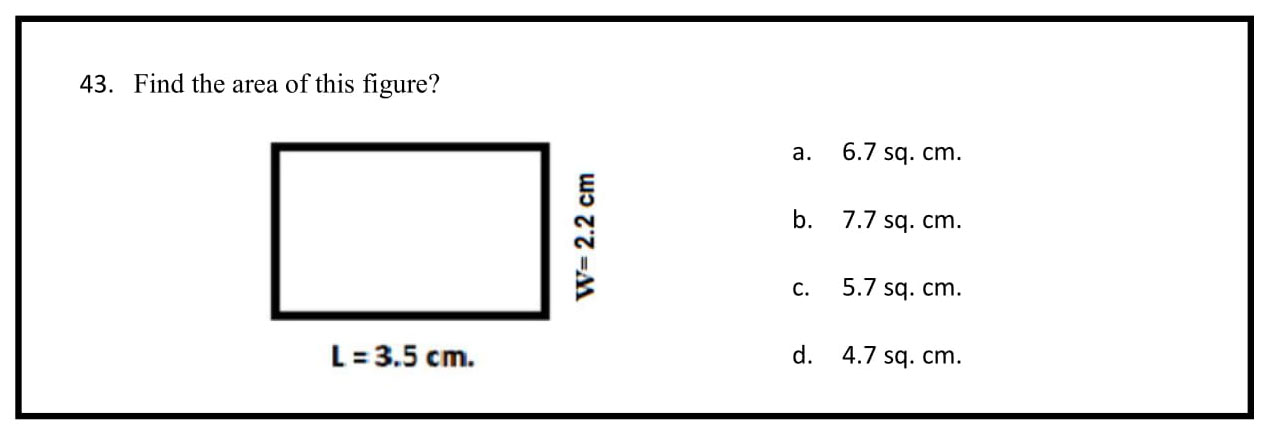 43. Find the area of this figure?
W= 2.2 cm
L = 3.5 cm.
a. 6.7 sq. cm.
b. 7.7 sq. cm.
c. 5.7 sq. cm.
d. 4.7 sq. cm.